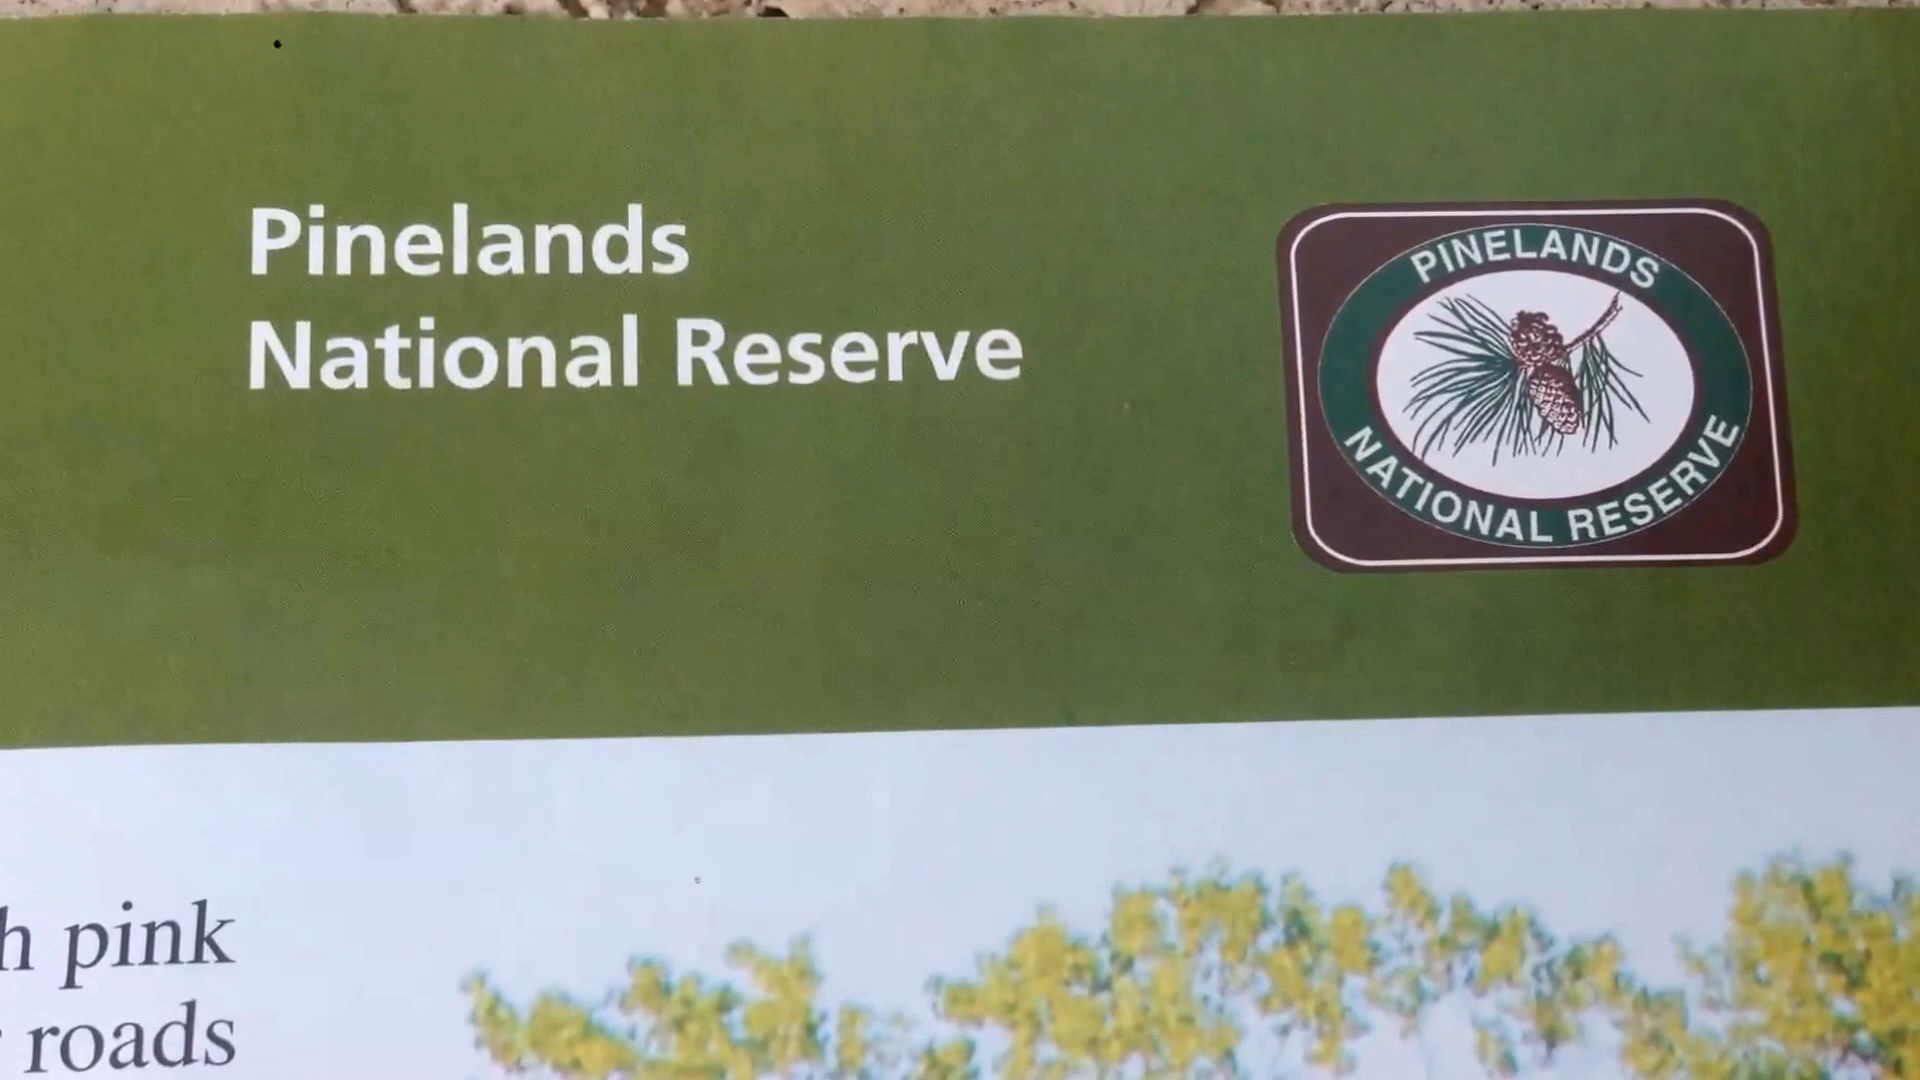 Pinelands
National Reserve
PINELANDS
NATIONAL RESERVE
pink
roads